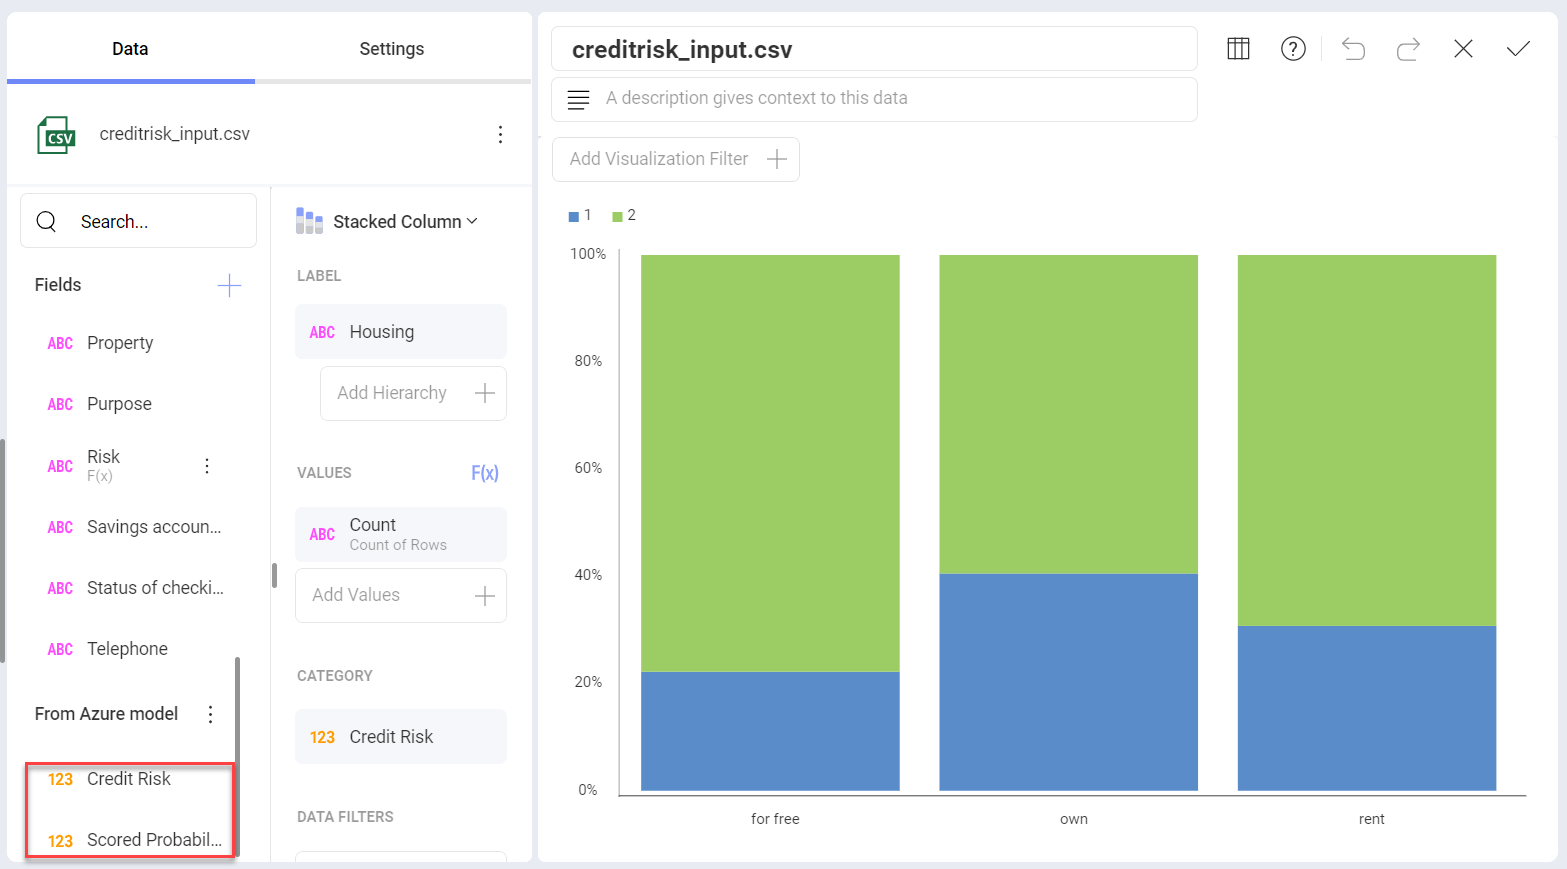 Data
Settings
CSV
creditrisk_input.csv
Search...
Fields
ABC Property
ABC Purpose
ABC Risk
F(x)
ABC Savings accoun...
ABC Status of checki...
ABC Telephone
From Azure model
123 Credit Risk
123 Scored Probabil...
Stacked Column
LABEL
ABC Housing
Add Hierarchy
VALUES F(x)
ABC Count
Count of Rows
Add Values
CATEGORY
123 Credit Risk
DATA FILTERS
creditrisk_input.csv
?
A description gives context to this data
Add Visualization Filter
1 2
100%
80%
60%
40%
20%
0%
for free own rent